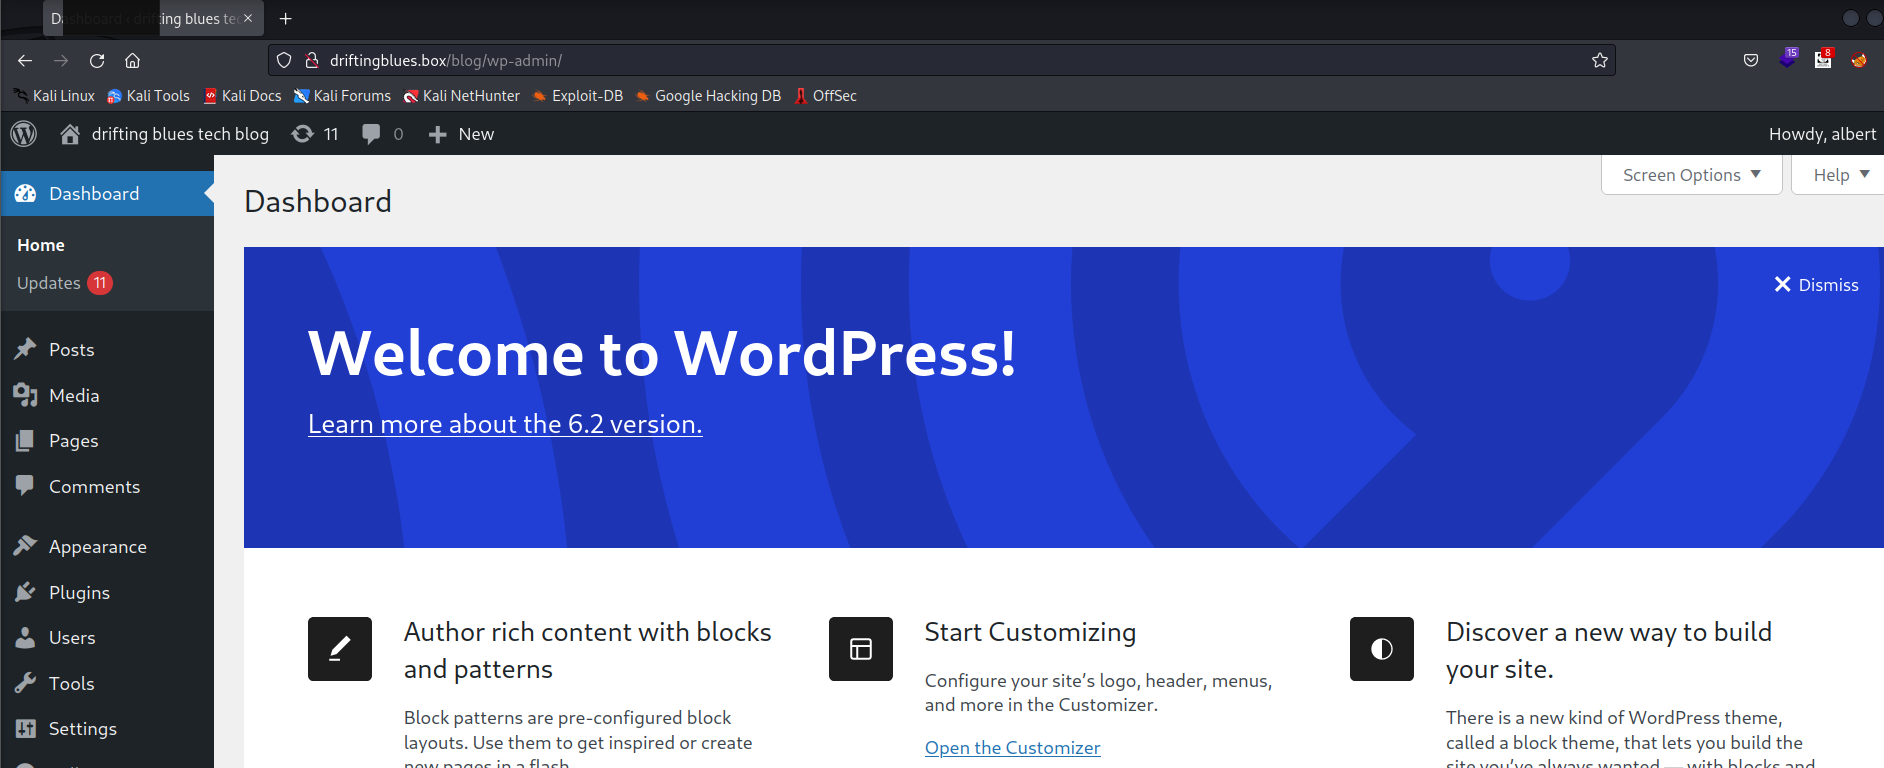 Dashboard ‹ drifting blues tec
driftingblues.box/blog/wp-admin/
15
8
Kali Linux Kali Tools Kali Docs Kali Forums Kali NetHunter Exploit-DB Google Hacking DB OffSec
drifting blues tech blog 11 0 New Howdy, albert
Dashboard
Home
Updates 11
Posts
Media
Pages
Comments
Appearance
Plugins
Users
Tools
Settings
Screen Options Help
Dashboard
Dismiss
Welcome to WordPress!
Learn more about the 6.2 version.
Author rich content with blocks
and patterns
Block patterns are pre-configured block
layouts. Use them to get inspired or create
new pages in a flash.
Start Customizing
Configure your site’s logo, header, menus,
and more in the Customizer.
Open the Customizer
Discover a new way to build
your site.
There is a new kind of WordPress theme,
called a block theme, that lets you build the
site you’ve always wanted — with blocks and